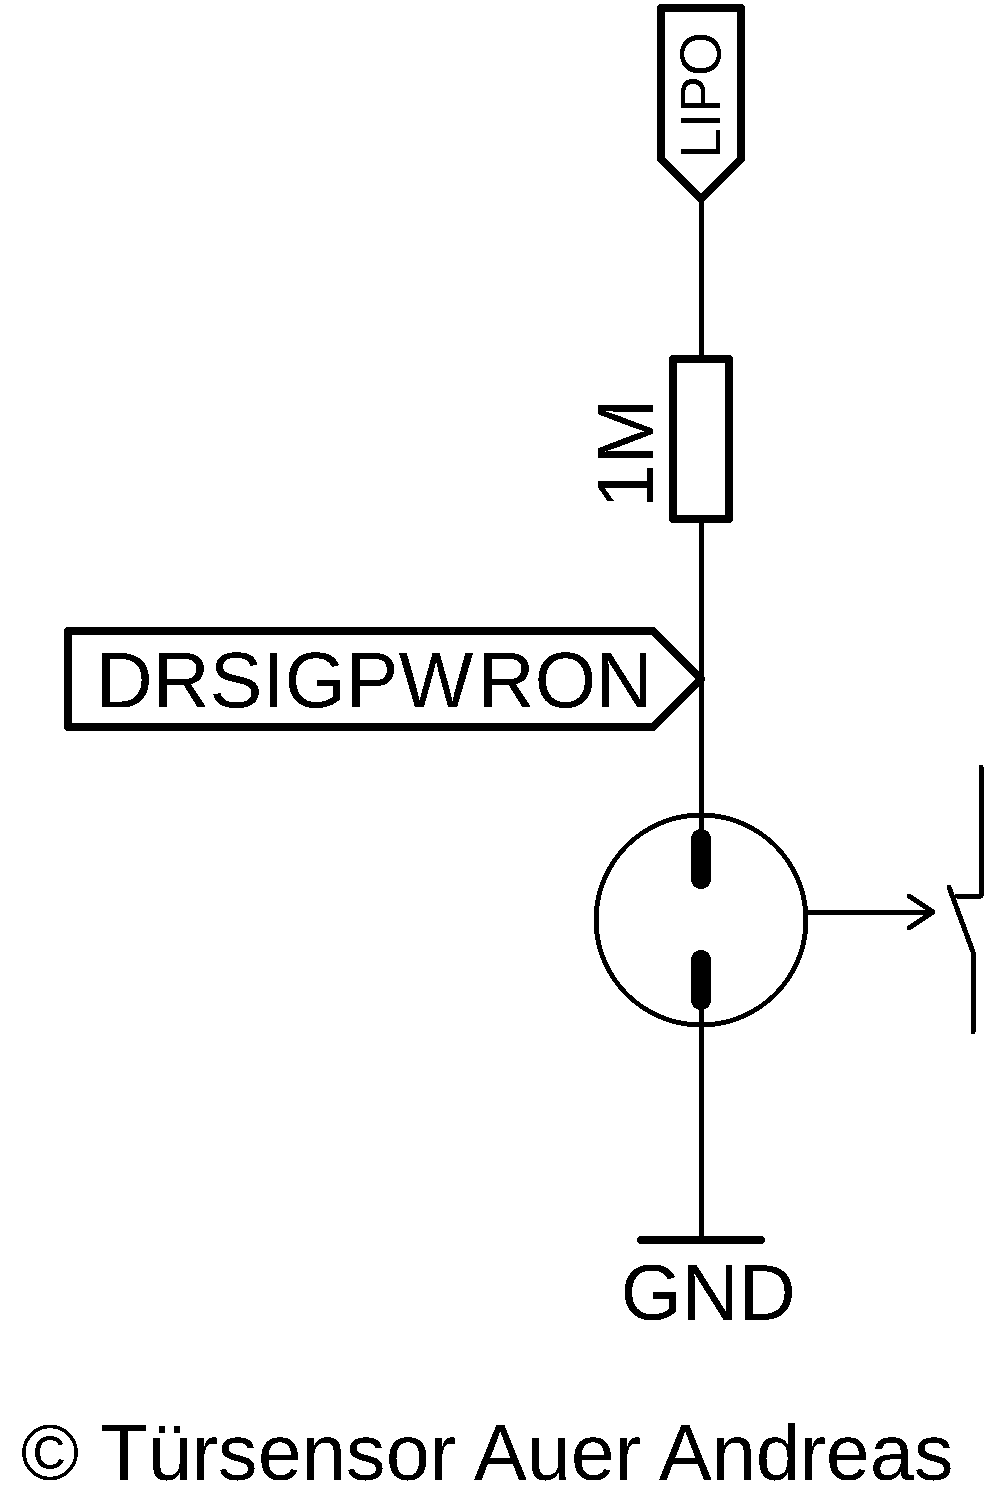 LIPO
1M
DRSIGPWRON
GND
© Türsensor Auer Andreas